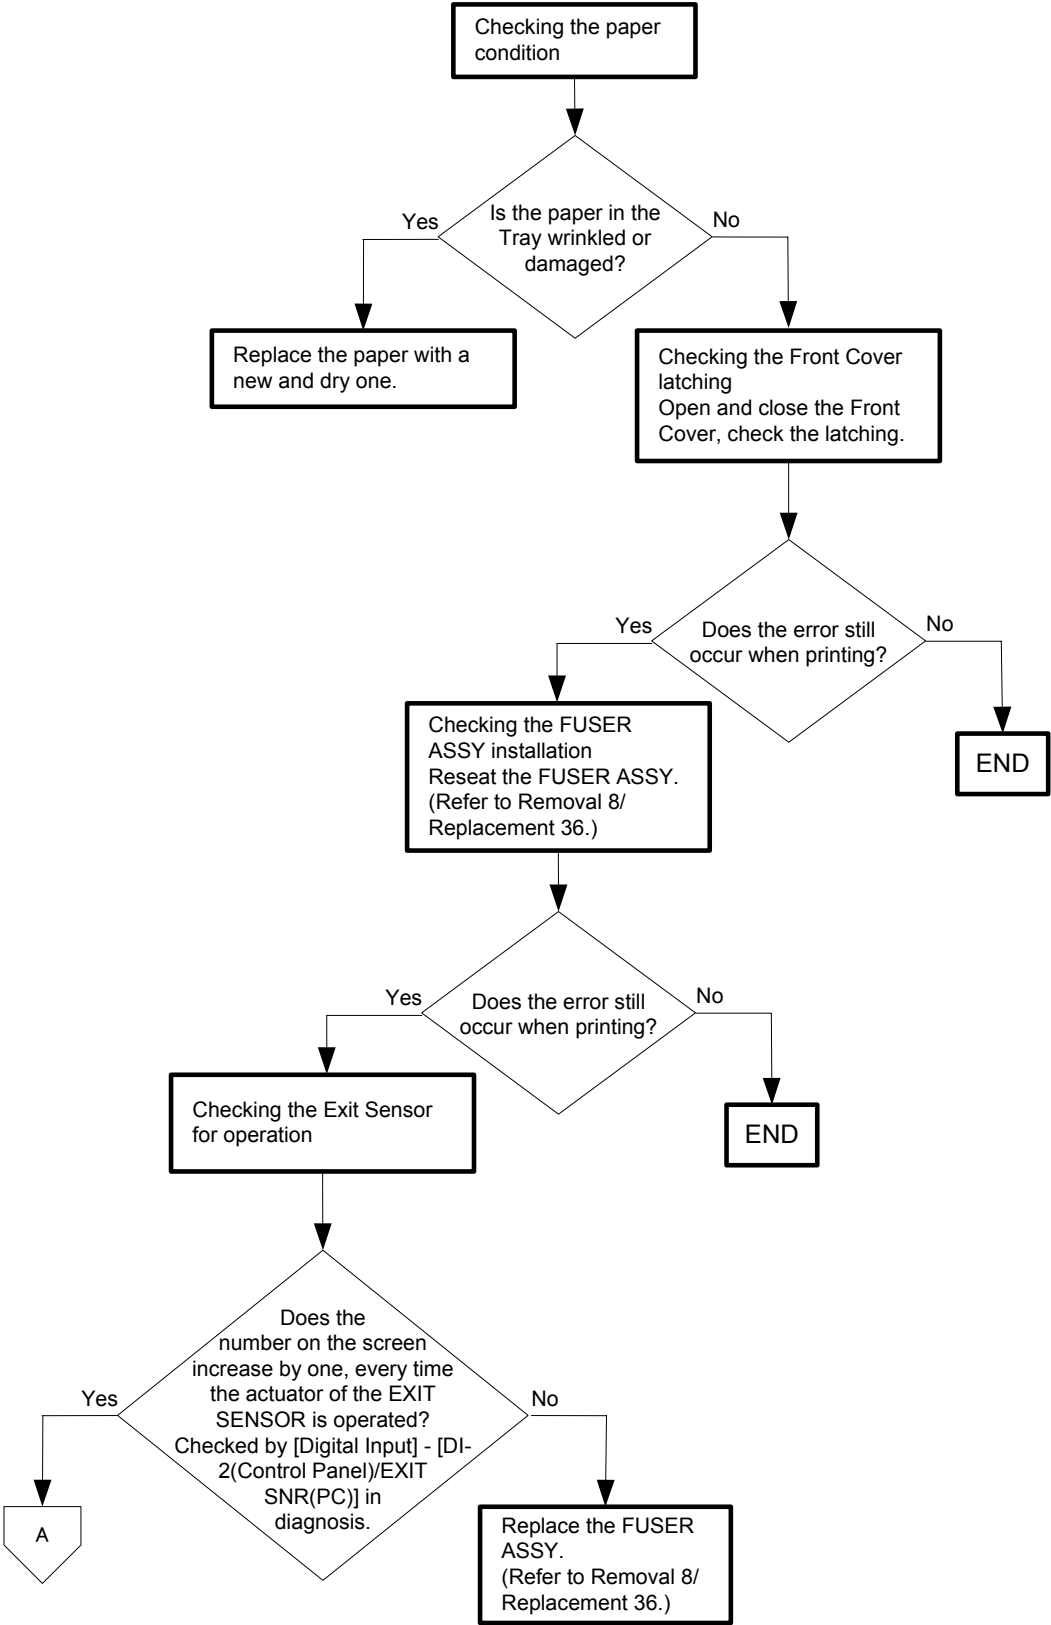 Checking the paper
condition
Is the paper in the
Tray wrinkled or
damaged?
Yes
No
Replace the paper with a
new and dry one.
Checking the Front Cover
latching
Open and close the Front
Cover, check the latching.
Does the error still
occur when printing?
Yes
No
Checking the FUSER
ASSY installation
Reseat the FUSER ASSY.
(Refer to Removal 8/
Replacement 36.)
END
Does the error still
occur when printing?
Yes
No
Checking the Exit Sensor
for operation
END
Does the
number on the screen
increase by one, every time
the actuator of the EXIT
SENSOR is operated?
Checked by [Digital Input] - [DI-
2(Control Panel)/EXIT
SNR(PC)] in
diagnosis.
Yes
No
A
Replace the FUSER
ASSY.
(Refer to Removal 8/
Replacement 36.)